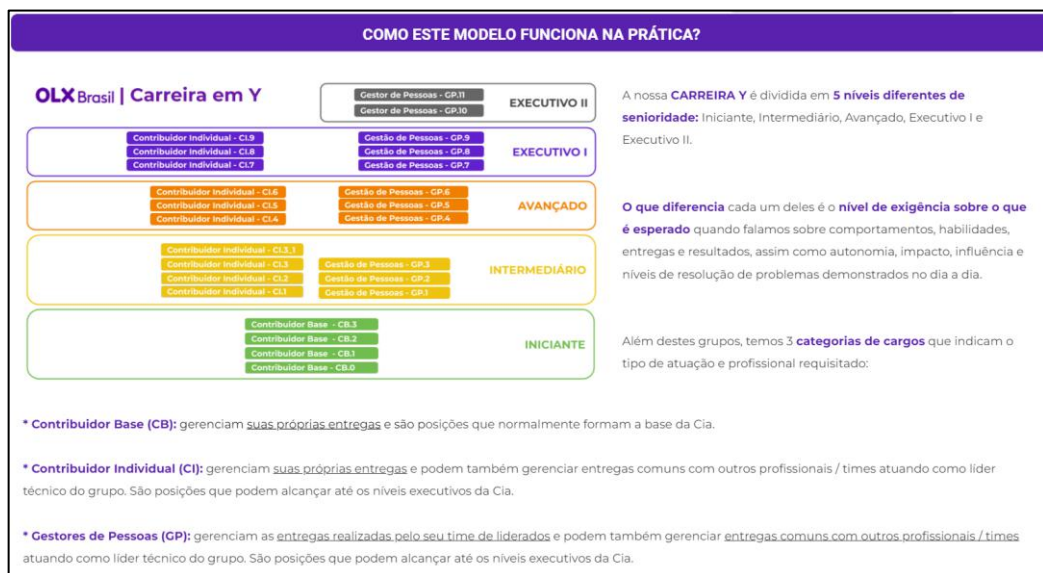 COMO ESTE MODELO FUNCIONA NA PRÁTICA?
OLX Brasil | Carreira em Y
Gestor de Pessoas - GP.11
Gestor de Pessoas - GP.10
EXECUTIVO II
Contribuidor Individual - CI.9
Contribuidor Individual - CI.8
Contribuidor Individual - CI.7
Gestão de Pessoas - GP.9
Gestão de Pessoas - GP.8
Gestão de Pessoas - GP.7
EXECUTIVO I
Contribuidor Individual - CI.6
Contribuidor Individual - CI.5
Contribuidor Individual - CI.4
Gestão de Pessoas - GP.6
Gestão de Pessoas - GP.5
Gestão de Pessoas - GP.4
AVANÇADO
Contribuidor Individual - CI.3_1
Contribuidor Individual - CI.3
Contribuidor Individual - CI.2
Contribuidor Individual - CI.1
Gestão de Pessoas - GP.3
Gestão de Pessoas - GP.2
Gestão de Pessoas - GP.1
INTERMEDIÁRIO
Contribuidor Base - CB.3
Contribuidor Base - CB.2
Contribuidor Base - CB.1
Contribuidor Base - CB.0
INICIANTE
A nossa CARREIRA Y é dividida em 5 níveis diferentes de
senioridade: Iniciante, Intermediário, Avançado, Executivo I e
Executivo II.
O que diferencia cada um deles é o nível de exigência sobre o que
é esperado quando falamos sobre comportamentos, habilidades,
entregas e resultados, assim como autonomia, impacto, influência e
níveis de resolução de problemas demonstrados no dia a dia.
Além destes grupos, temos 3 categorias de cargos que indicam o
tipo de atuação e profissional requisitado:
* Contribuidor Base (CB): gerenciam suas próprias entregas e são posições que normalmente formam a base da Cia.
* Contribuidor Individual (CI): gerenciam suas próprias entregas e podem também gerenciar entregas comuns com outros profissionais / times atuando como líder
técnico do grupo. São posições que podem alcançar até os níveis executivos da Cia.
* Gestores de Pessoas (GP): gerenciam as entregas realizadas pelo seu time de liderados e podem também gerenciar entregas comuns com outros profissionais / times
atuando como líder técnico do grupo. São posições que podem alcançar até os níveis executivos da Cia.